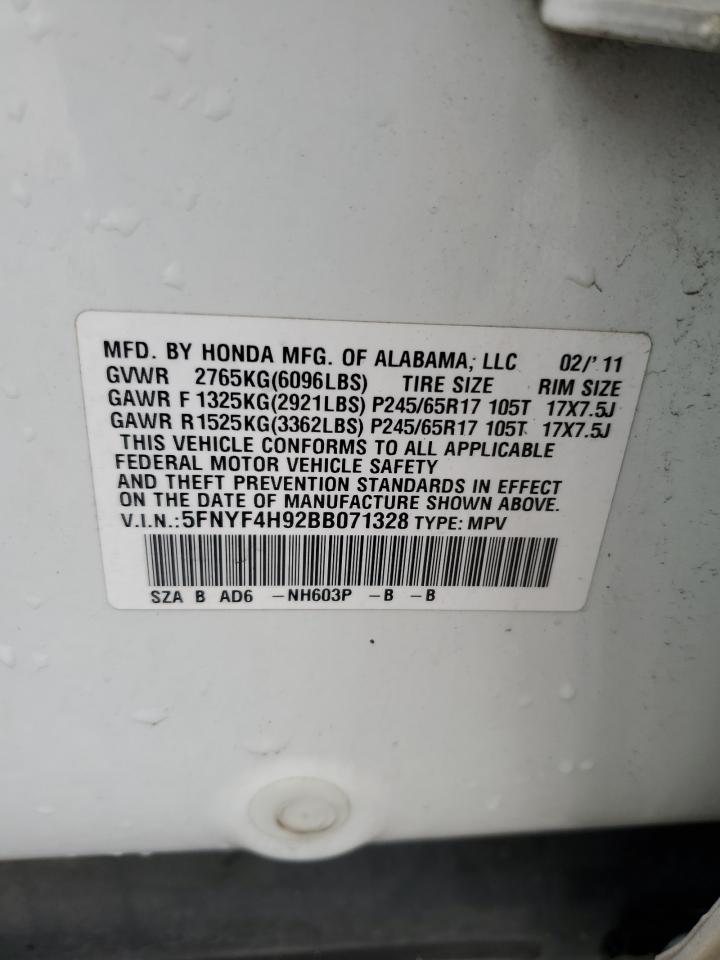 MFD. BY HONDA MFG. OF ALABAMA, LLC 02/'11
GVWR 2765KG(6096LBS) TIRE SIZE RIM SIZE
GAWR F 1325KG(2921LBS) P245/65R17 105T 17X7.5J
GAWR R 1525KG(3362LBS) P245/65R17 105T 17X7.5J
THIS VEHICLE CONFORMS TO ALL APPLICABLE
FEDERAL MOTOR VEHICLE SAFETY
AND THEFT PREVENTION STANDARDS IN EFFECT
ON THE DATE OF MANUFACTURE SHOWN ABOVE.
V.I.N.:5FNYF4H92BB071328 TYPE: MPV
SZA B AD6 -NH603P -B -B